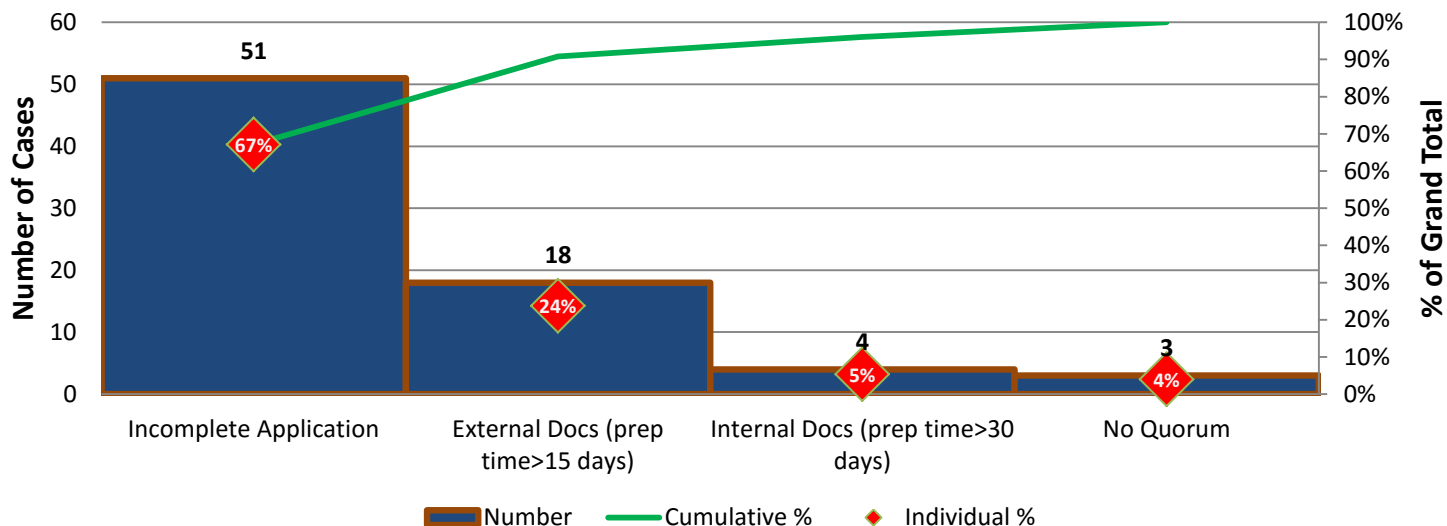 60
50
40
30
20
10
0
Number of Cases
51
18
4
3
67%
24%
5%
4%
100%
90%
80%
70%
60%
50%
40%
30%
20%
10%
0%
% of Grand Total
Incomplete Application
External Docs (prep
time>15 days)
Internal Docs (prep time>30
days)
No Quorum
Number
Cumulative %
Individual %